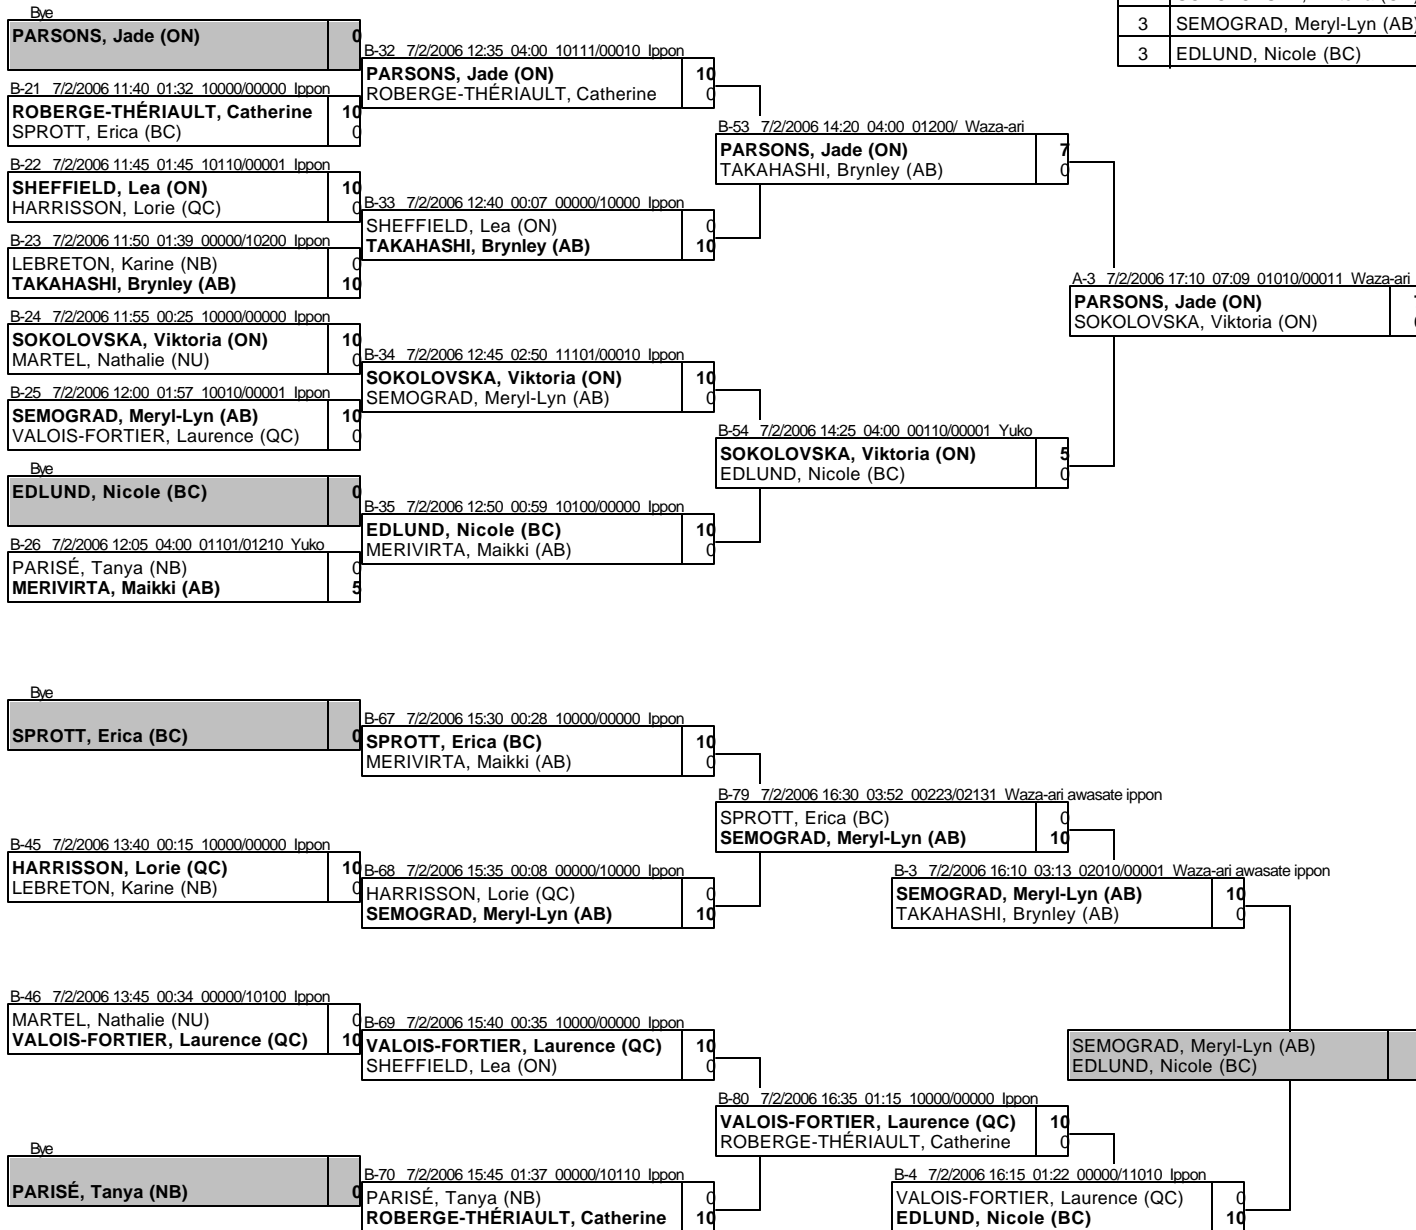 3 SEMOGRAD, Meryl-Lyn (AB)
3 EDLUND, Nicole (BC)
Bye
PARSONS, Jade (ON) 0
B-21 7/2/2006 11:40 01:32 10000/00000 Ippon
ROBERGE-THÉRIAULT, Catherine 10
SPROTT, Erica (BC) 0
B-22 7/2/2006 11:45 01:45 10110/00001 Ippon
SHEFFIELD, Lea (ON) 10
HARRISSON, Lorie (QC) 0
B-23 7/2/2006 11:50 01:39 00000/10200 Ippon
LEBRETON, Karine (NB) 0
TAKAHASHI, Brynley (AB) 10
B-24 7/2/2006 11:55 00:25 10000/00000 Ippon
SOKOLOVSKA, Viktoria (ON) 10
MARTEL, Nathalie (NU) 0
B-25 7/2/2006 12:00 01:57 10010/00001 Ippon
SEMOGRAD, Meryl-Lyn (AB) 10
VALOIS-FORTIER, Laurence (QC) 0
Bye
EDLUND, Nicole (BC) 0
B-26 7/2/2006 12:05 04:00 01101/01210 Yuko
PARISÉ, Tanya (NB) 0
MERIVIRTA, Maikki (AB) 5
B-32 7/2/2006 12:35 04:00 10111/00010 Ippon
PARSONS, Jade (ON) 10
ROBERGE-THÉRIAULT, Catherine 0
B-33 7/2/2006 12:40 00:07 00000/10000 Ippon
SHEFFIELD, Lea (ON) 0
TAKAHASHI, Brynley (AB) 10
B-34 7/2/2006 12:45 02:50 11101/00010 Ippon
SOKOLOVSKA, Viktoria (ON) 10
SEMOGRAD, Meryl-Lyn (AB) 0
B-35 7/2/2006 12:50 00:59 10100/00000 Ippon
EDLUND, Nicole (BC) 10
MERIVIRTA, Maikki (AB) 0
B-53 7/2/2006 14:20 04:00 01200/ Waza-ari
PARSONS, Jade (ON) 7
TAKAHASHI, Brynley (AB) 0
B-54 7/2/2006 14:25 04:00 00110/00001 Yuko
SOKOLOVSKA, Viktoria (ON) 5
EDLUND, Nicole (BC) 0
A-3 7/2/2006 17:10 07:09 01010/00011 Waza-ari
PARSONS, Jade (ON)
SOKOLOVSKA, Viktoria (ON)
Bye
SPROTT, Erica (BC) 0
B-45 7/2/2006 13:40 00:15 10000/00000 Ippon
HARRISSON, Lorie (QC) 10
LEBRETON, Karine (NB) 0
B-46 7/2/2006 13:45 00:34 00000/10100 Ippon
MARTEL, Nathalie (NU) 0
VALOIS-FORTIER, Laurence (QC) 10
Bye
PARISÉ, Tanya (NB) 0
B-67 7/2/2006 15:30 00:28 10000/00000 Ippon
SPROTT, Erica (BC) 10
MERIVIRTA, Maikki (AB) 0
B-68 7/2/2006 15:35 00:08 00000/10000 Ippon
HARRISSON, Lorie (QC) 0
SEMOGRAD, Meryl-Lyn (AB) 10
B-69 7/2/2006 15:40 00:35 10000/00000 Ippon
VALOIS-FORTIER, Laurence (QC) 10
SHEFFIELD, Lea (ON) 0
B-70 7/2/2006 15:45 01:37 00000/10110 Ippon
PARISÉ, Tanya (NB) 0
ROBERGE-THÉRIAULT, Catherine 10
B-79 7/2/2006 16:30 03:52 00223/02131 Waza-ari awasate ippon
SPROTT, Erica (BC) 0
SEMOGRAD, Meryl-Lyn (AB) 10
B-80 7/2/2006 16:35 01:15 10000/00000 Ippon
VALOIS-FORTIER, Laurence (QC) 10
ROBERGE-THÉRIAULT, Catherine 0
B-3 7/2/2006 16:10 03:13 02010/00001 Waza-ari awasate ippon
SEMOGRAD, Meryl-Lyn (AB) 10
TAKAHASHI, Brynley (AB) 0
B-4 7/2/2006 16:15 01:22 00000/11010 Ippon
VALOIS-FORTIER, Laurence (QC) 0
EDLUND, Nicole (BC) 10
SEMOGRAD, Meryl-Lyn (AB)
EDLUND, Nicole (BC)